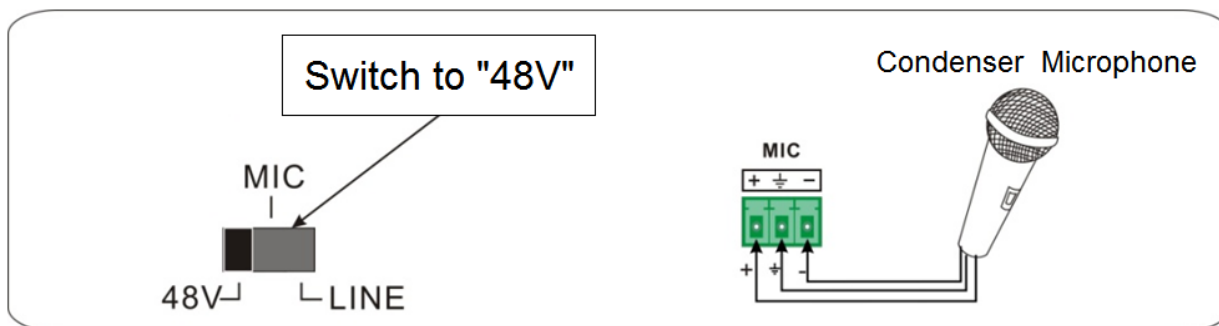 Switch to "48V"
MIC
48V
LINE
Condenser Microphone
MIC
+ ⏚ -
+ ⏚ -